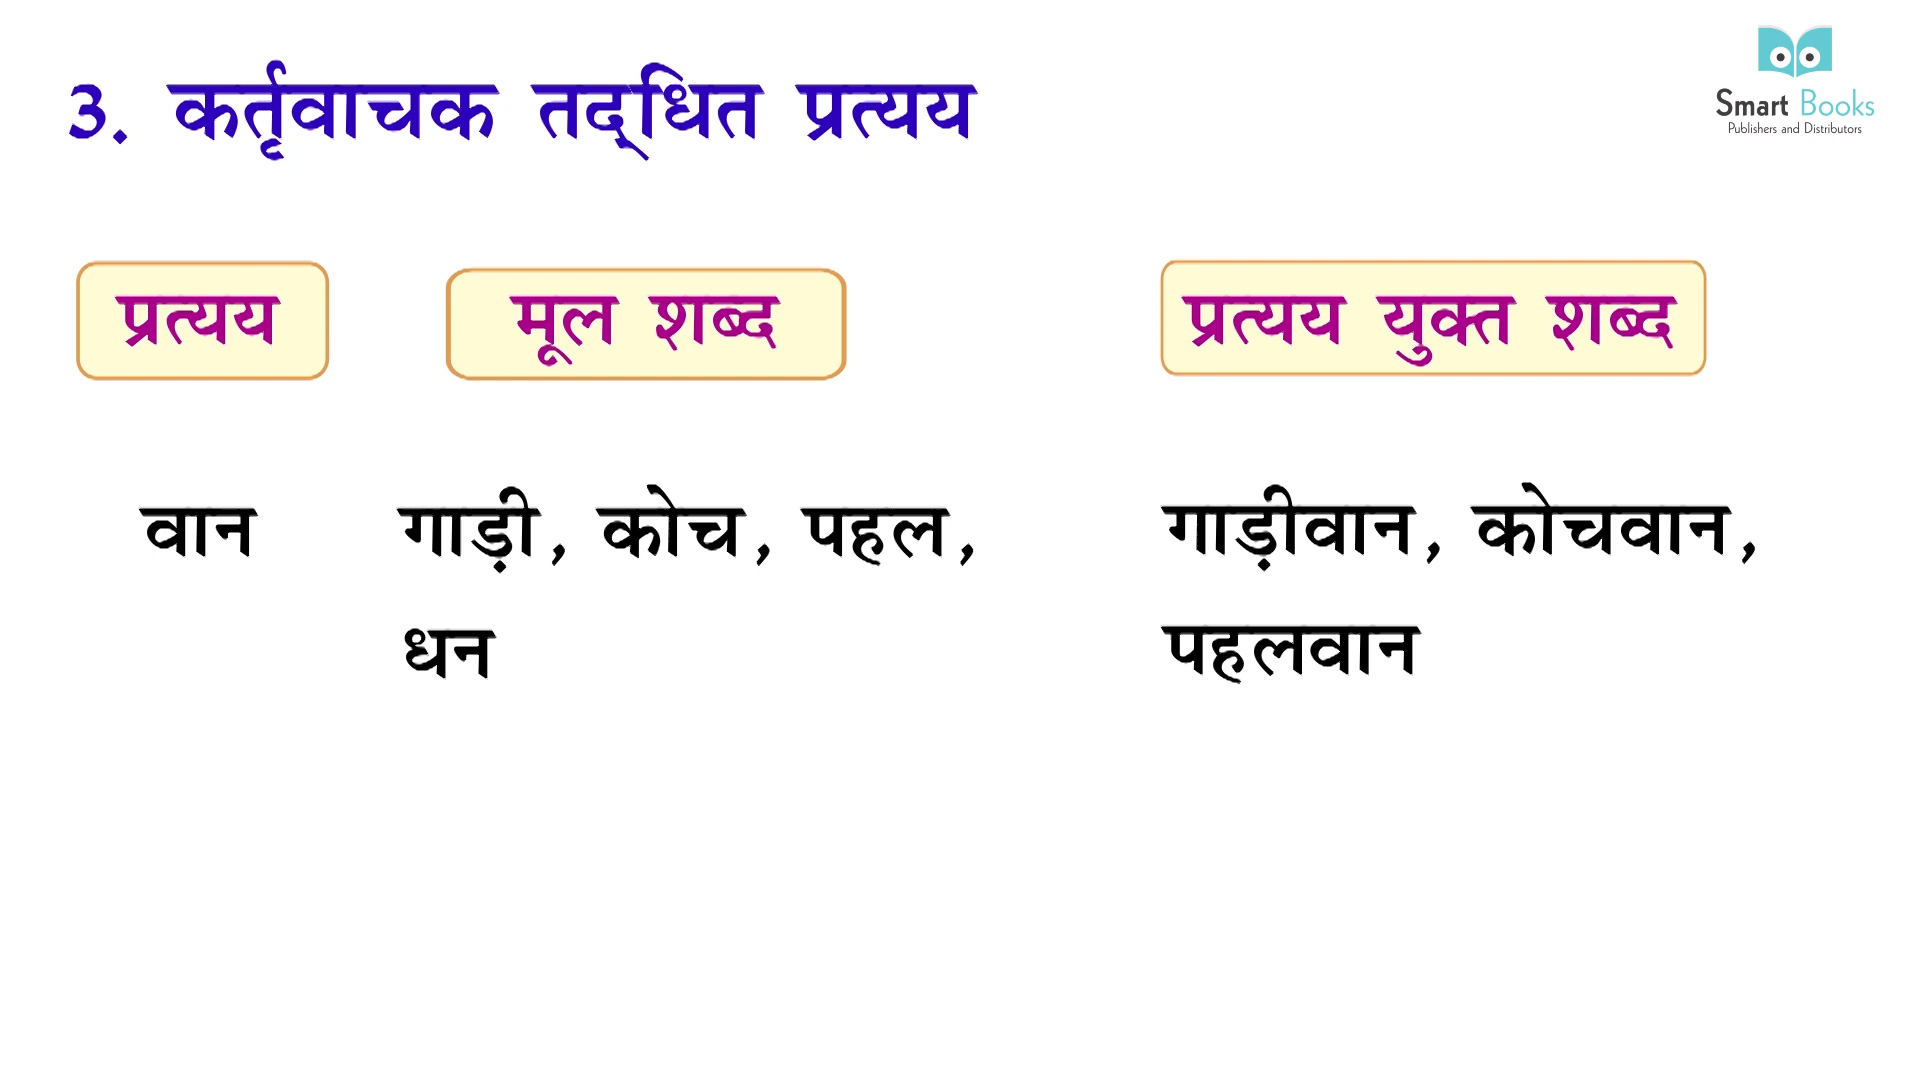 3. कर्तृवाचक तद्‌धित प्रत्यय
Smart Books
Publishers and Distributors
प्रत्यय मूल शब्द प्रत्यय युक्त शब्द
वान गाड़ी, कोच, पहल, गाड़ीवान, कोचवान,
धन पहलवान